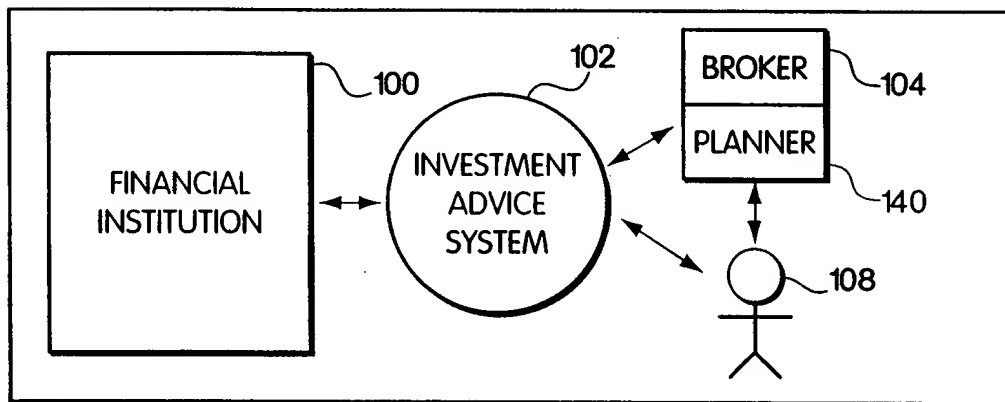 100
FINANCIAL
INSTITUTION
102
INVESTMENT
ADVICE
SYSTEM
BROKER
104
PLANNER
140
108